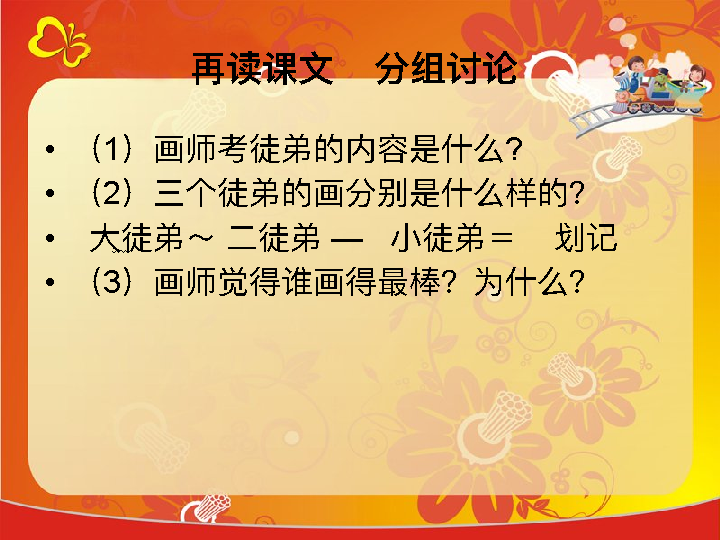 再读课文 分组讨论
• （1）画师考徒弟的内容是什么?
• （2）三个徒弟的画分别是什么样的?
• 大徒弟～ 二徒弟 — 小徒弟＝ 划记
• （3）画师觉得谁画得最棒？为什么?